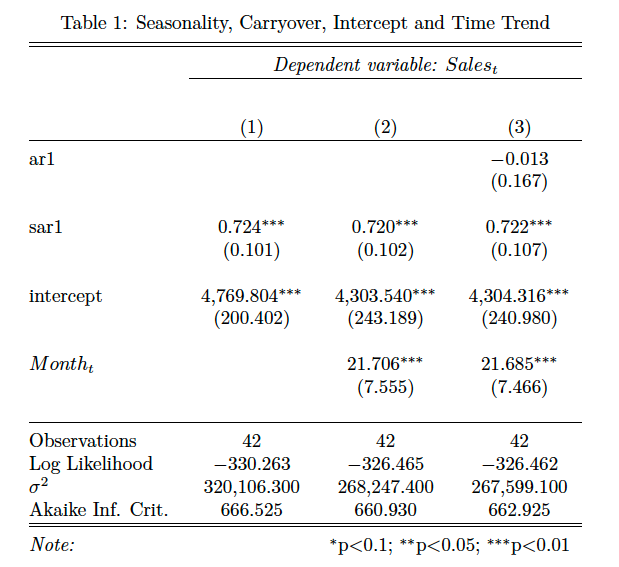 Table 1: Seasonality, Carryover, Intercept and Time Trend
Dependent variable: Salesₜ
(1) (2) (3)
ar1 −0.013
(0.167)
sar1 0.724*** 0.720*** 0.722***
(0.101) (0.102) (0.107)
intercept 4,769.804*** 4,303.540*** 4,304.316***
(200.402) (243.189) (240.980)
Monthₜ 21.706*** 21.685***
(7.555) (7.466)
Observations 42 42 42
Log Likelihood −330.263 −326.465 −326.462
σ² 320,106.300 268,247.400 267,599.100
Akaike Inf. Crit. 666.525 660.930 662.925
Note: *p<0.1; **p<0.05; ***p<0.01